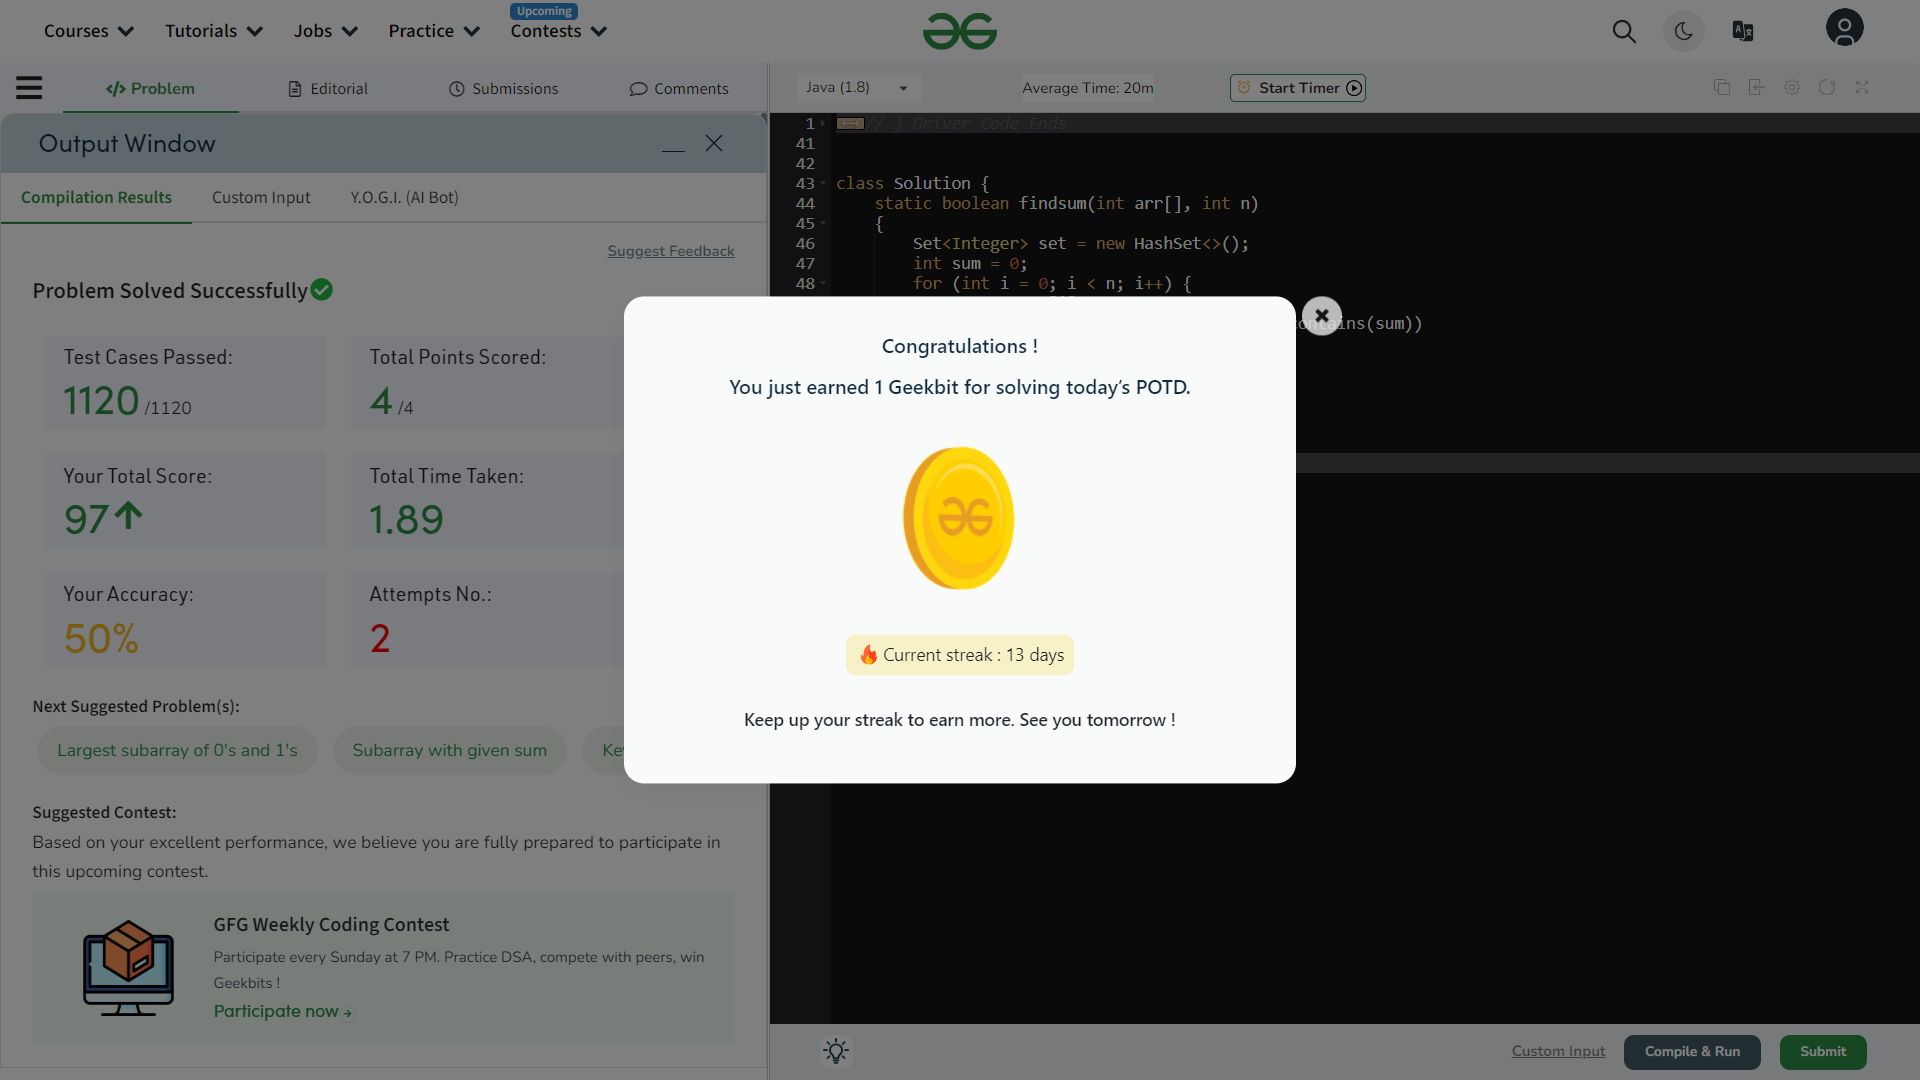 Courses Tutorials Jobs Practice Upcoming Contests
Problem Editorial Submissions Comments
Java (1.8) Average Time: 20m Start Timer
Output Window
Compilation Results Custom Input Y.O.G.I. (AI Bot)
Suggest Feedback
Problem Solved Successfully
Test Cases Passed:
1120 /1120
Total Points Scored:
4 /4
Your Total Score:
97
Total Time Taken:
1.89
Your Accuracy:
50%
Attempts No.:
2
Next Suggested Problem(s):
Largest subarray of 0's and 1's Subarray with given sum
Suggested Contest:
Based on your excellent performance, we believe you are fully prepared to participate in
this upcoming contest.
GFG Weekly Coding Contest
Participate every Sunday at 7 PM. Practice DSA, compete with peers, win
Geekbits !
Participate now
1 // } Driver Code Ends
41
42
43 class Solution {
44 static boolean findsum(int arr[], int n)
45 {
46 Set<Integer> set = new HashSet<>();
47 int sum = 0;
48 for (int i = 0; i < n; i++) {
contains(sum))
Congratulations !
You just earned 1 Geekbit for solving today's POTD.
Current streak : 13 days
Keep up your streak to earn more. See you tomorrow !
Custom Input Compile & Run Submit